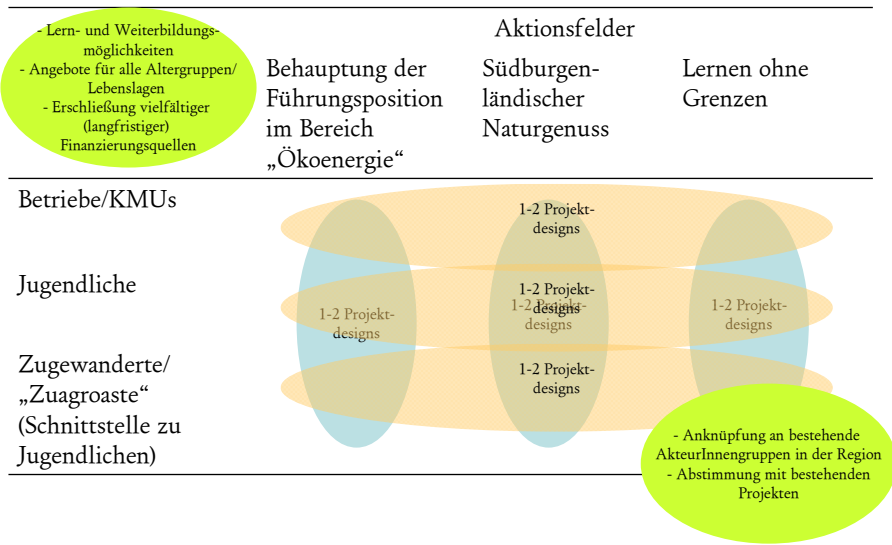 - Lern- und Weiterbildungs-
möglichkeiten
- Angebote für alle Altergruppen/
Lebenslagen
- Erschließung vielfältiger
(langfristiger)
Finanzierungsquellen
Aktionsfelder
Behauptung der
Führungsposition
im Bereich
„Ökoenergie“
Südburgen-
ländischer
Naturgenuss
Lernen ohne
Grenzen
Betriebe/KMUs
1-2 Projekt-
designs
Jugendliche
1-2 Projekt-
designs
1-2 Projekt-
designs
1-2 Projekt-
designs
1-2 Projekt-
designs
Zugewanderte/
„Zuagroaste“
(Schnittstelle zu
Jugendlichen)
1-2 Projekt-
designs
- Anknüpfung an bestehende
AkteurInnengruppen in der Region
- Abstimmung mit bestehenden
Projekten